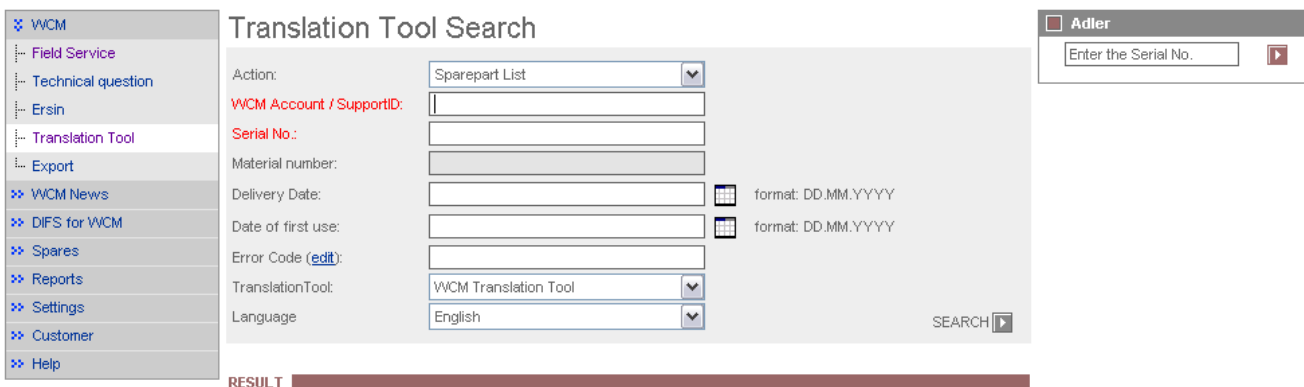 WCM
Field Service
Technical question
Ersin
Translation Tool
Export
WCM News
DIFS for WCM
Spares
Reports
Settings
Customer
Help
Translation Tool Search
Action: Sparepart List
WCM Account / SupportID:
Serial No.:
Material number:
Delivery Date: format: DD.MM.YYYY
Date of first use: format: DD.MM.YYYY
Error Code (edit):
TranslationTool: WCM Translation Tool
Language English
SEARCH
RESULT
Adler
Enter the Serial No.